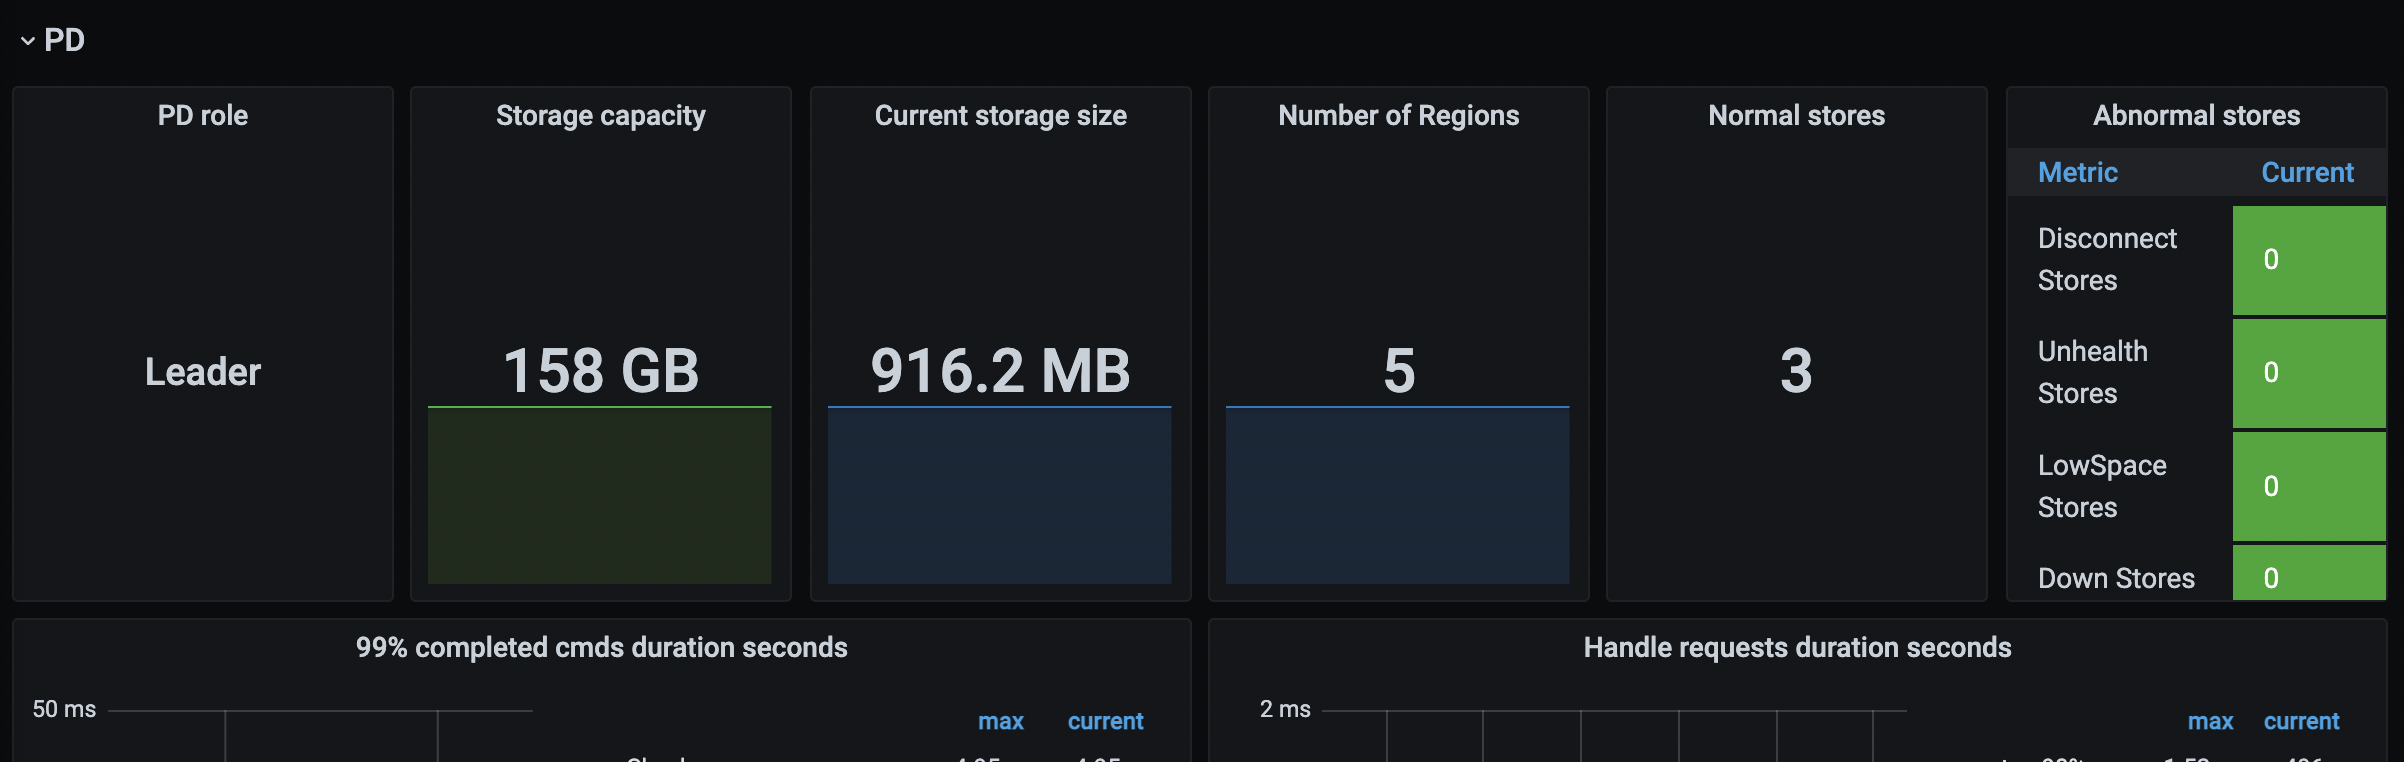 PD
PD role
Leader
Storage capacity
158 GB
Current storage size
916.2 MB
Number of Regions
5
Normal stores
3
Abnormal stores
Metric Current
Disconnect
Stores
0
Unhealth
Stores
0
LowSpace
Stores
0
Down Stores 0
99% completed cmds duration seconds
50 ms
max current
Handle requests duration seconds
2 ms
max current